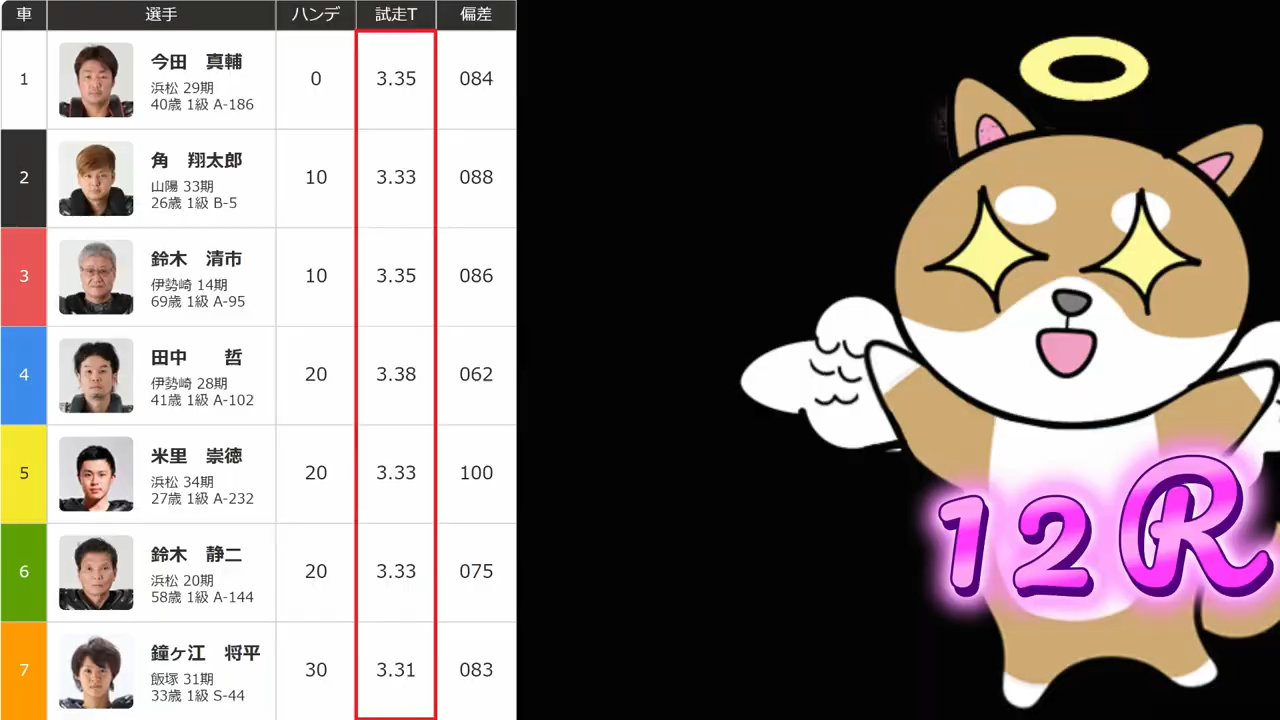 車 選手 ハンデ 試走T 偏差
1 今田 真輔 0 3.35 084
浜松 29期
40歳 1級 A-186
2 角 翔太郎 10 3.33 088
山陽 33期
26歳 1級 B-5
3 鈴木 清市 10 3.35 086
伊勢崎 14期
69歳 1級 A-95
4 田中 哲 20 3.38 062
伊勢崎 28期
41歳 1級 A-102
5 米里 崇徳 20 3.33 100
浜松 34期
27歳 1級 A-232
6 鈴木 静二 20 3.33 075
浜松 20期
58歳 1級 A-144
7 鐘ヶ江 将平 30 3.31 083
飯塚 31期
33歳 1級 S-44
12R